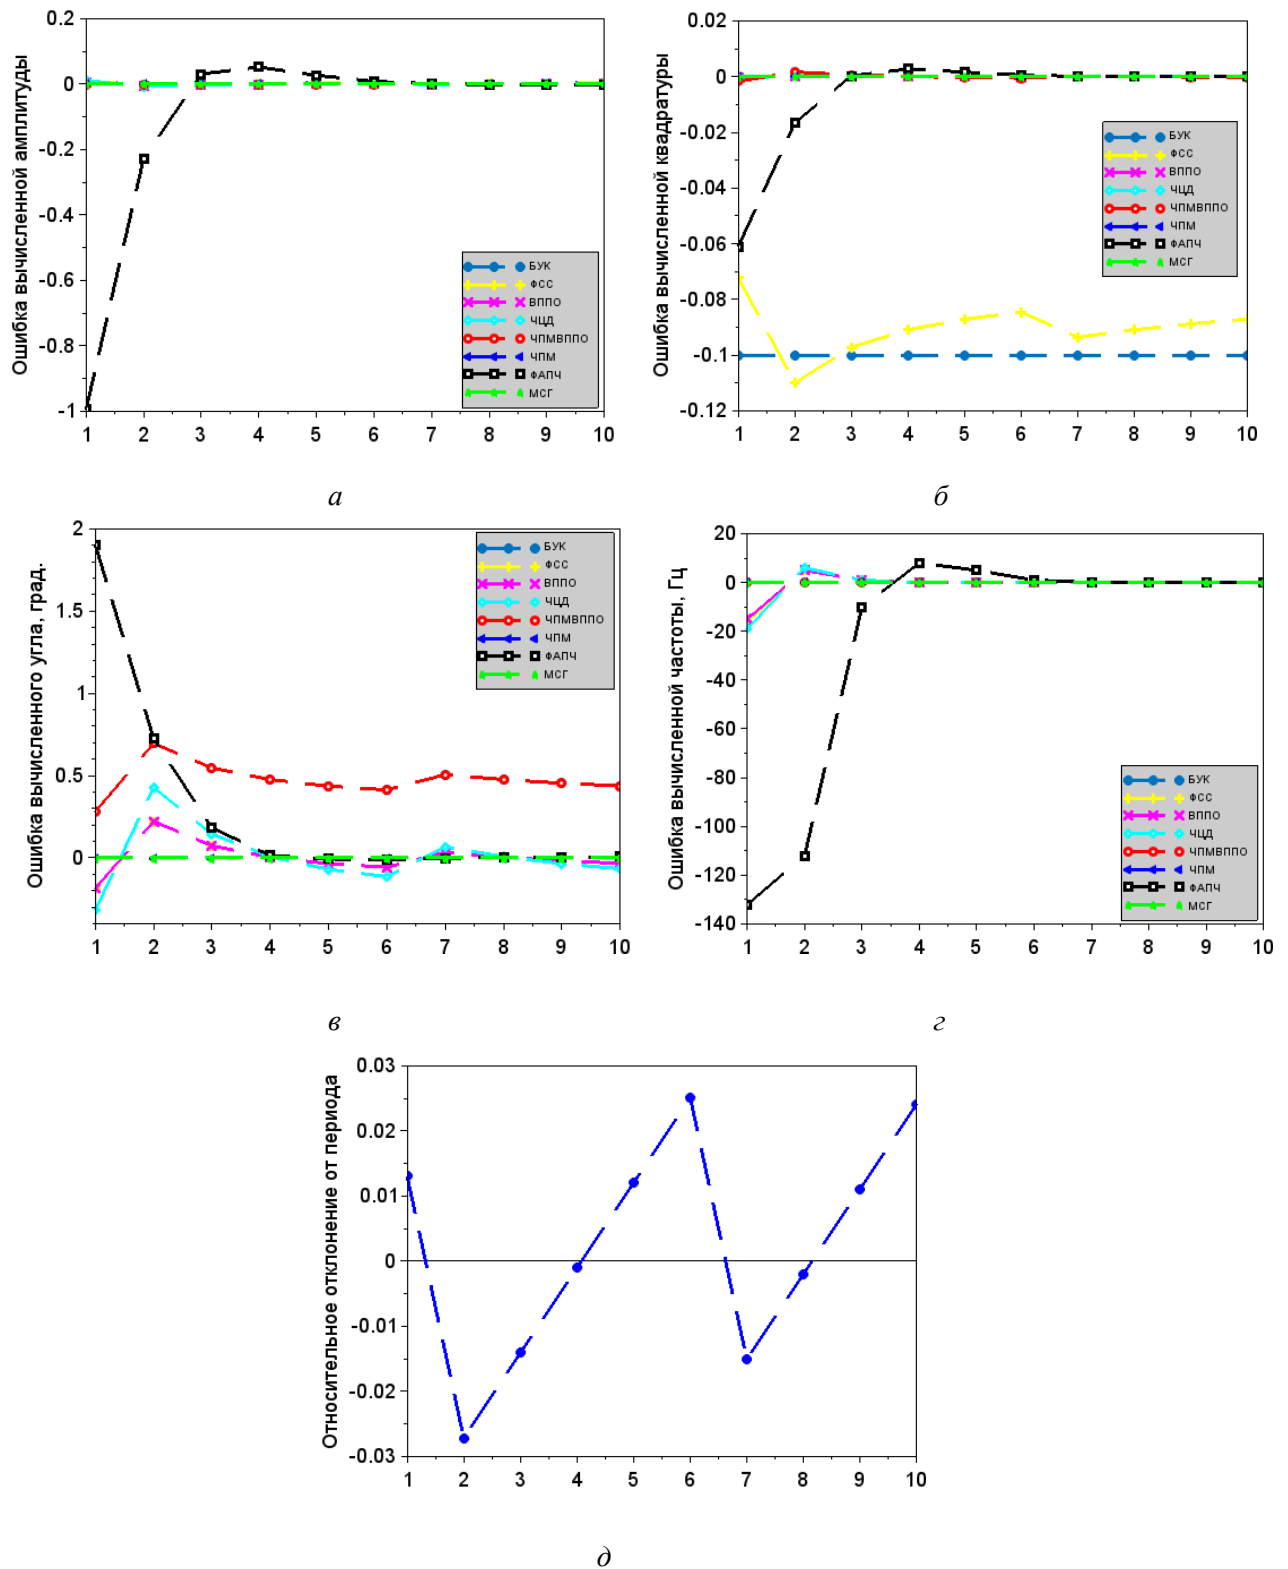 Ошибка вычисленной амплитуды
0.2
0
-0.2
-0.4
-0.6
-0.8
-1
1 2 3 4 5 6 7 8 9 10
БУК
ФСС
ВППО
ЧЦД
ЧПМВППО
ЧПМ
ФАПЧ
МСГ
а
Ошибка вычисленной квадратуры
0.02
0
-0.02
-0.04
-0.06
-0.08
-0.1
-0.12
1 2 3 4 5 6 7 8 9 10
БУК
ФСС
ВППО
ЧЦД
ЧПМВППО
ЧПМ
ФАПЧ
МСГ
б
Ошибка вычисленного угла, град.
2
1.5
1
0.5
0
1 2 3 4 5 6 7 8 9 10
БУК
ФСС
ВППО
ЧЦД
ЧПМВППО
ЧПМ
ФАПЧ
МСГ
в
Ошибка вычисленной частоты, Гц
20
0
-20
-40
-60
-80
-100
-120
-140
1 2 3 4 5 6 7 8 9 10
БУК
ФСС
ВППО
ЧЦД
ЧПМВППО
ЧПМ
ФАПЧ
МСГ
г
Относительное отклонение от периода
0.03
0.02
0.01
0
-0.01
-0.02
-0.03
1 2 3 4 5 6 7 8 9 10
д